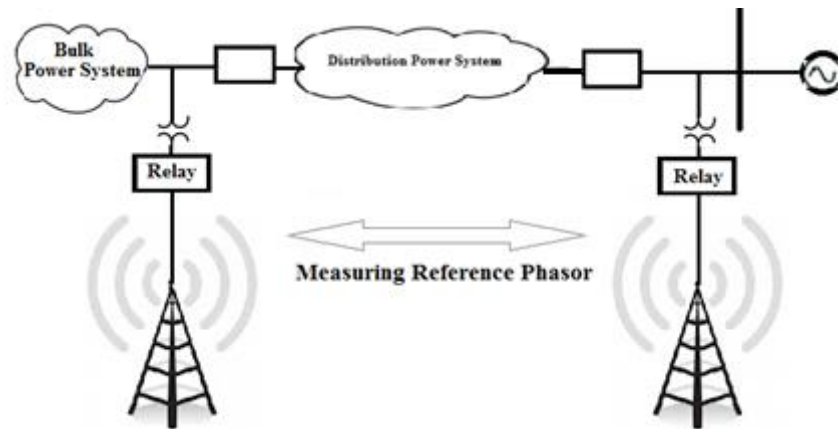 Bulk
Power System
Distribution Power System
Relay
Relay
Measuring Reference Phasor